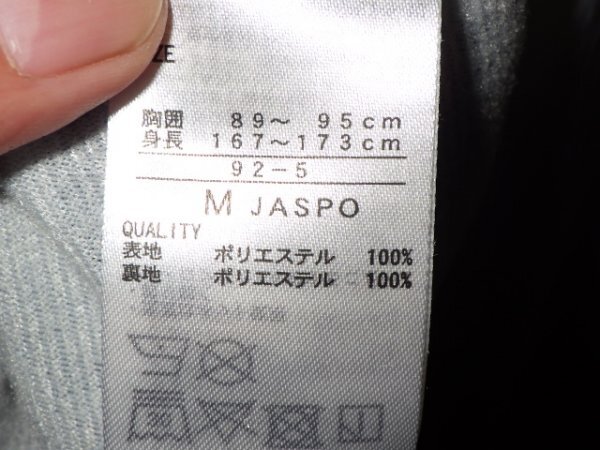 ZE
胸囲 89～ 95cm
身長 167～173cm
92-5
M JASPO
QUALITY
表地 ポリエステル 100%
裏地 ポリエステル 100%